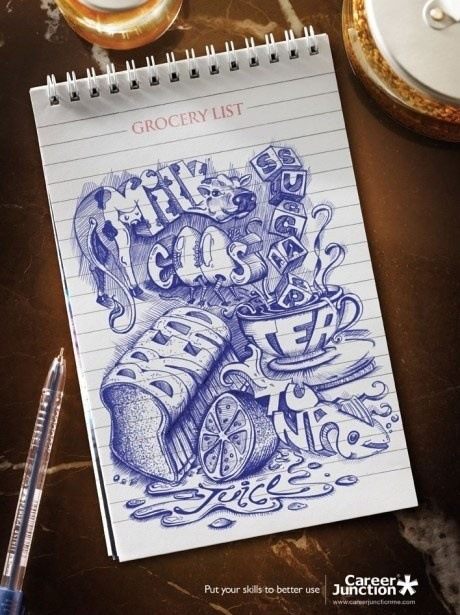 GROCERY LIST
Milk
SUGAR
EGGS
BREAD
TEA
TUNA
Juice
Put your skills to better use
Career
Junction
www.careerjunctionme.com